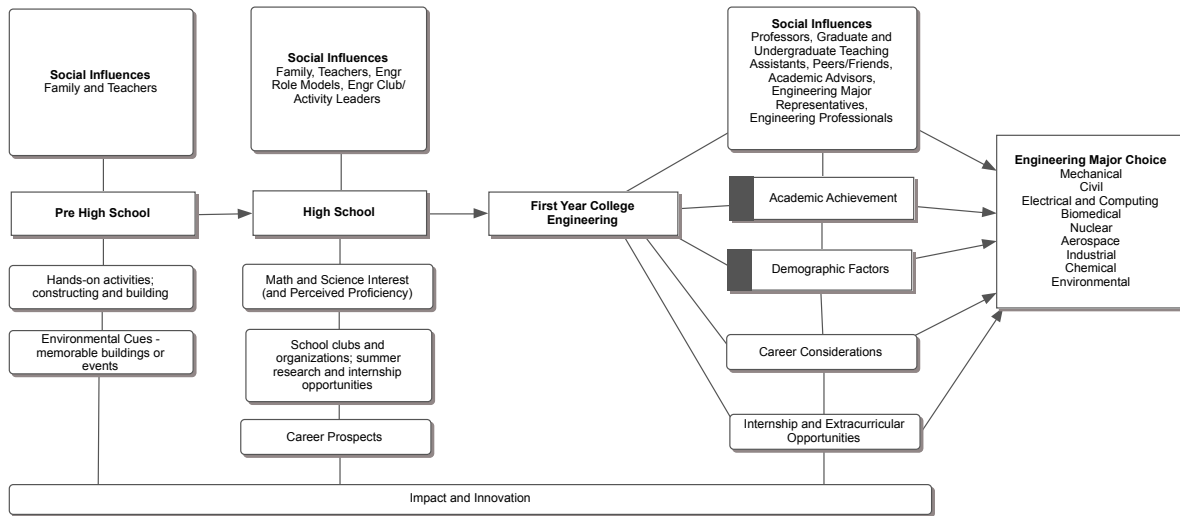 Social Influences
Family and Teachers
Pre High School
Hands-on activities;
constructing and building
Environmental Cues -
memorable buildings or
events
Social Influences
Family, Teachers, Engr
Role Models, Engr Club/
Activity Leaders
High School
Math and Science Interest
(and Perceived Proficiency)
School clubs and
organizations; summer
research and internship
opportunities
Career Prospects
First Year College
Engineering
Social Influences
Professors, Graduate and
Undergraduate Teaching
Assistants, Peers/Friends,
Academic Advisors,
Engineering Major
Representatives,
Engineering Professionals
Academic Achievement
Demographic Factors
Career Considerations
Internship and Extracurricular
Opportunities
Engineering Major Choice
Mechanical
Civil
Electrical and Computing
Biomedical
Nuclear
Aerospace
Industrial
Chemical
Environmental
Impact and Innovation